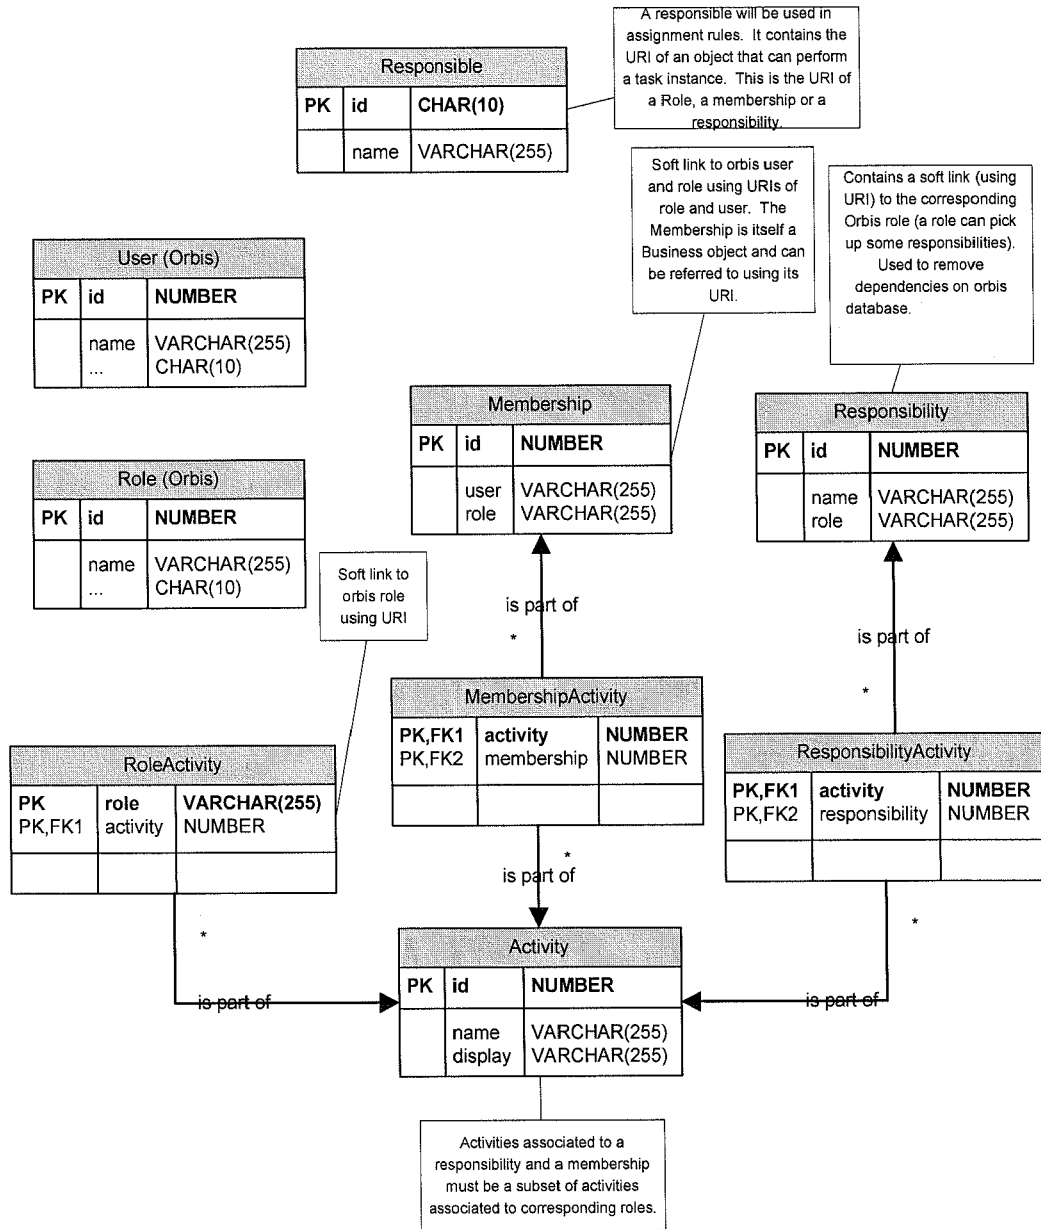 A responsible will be used in
assignment rules. It contains the
URI of an object that can perform
a task instance. This is the URI of
a Role, a membership or a
responsibility.
Responsible
PK id CHAR(10)
name VARCHAR(255)
Soft link to orbis user
and role using URIs of
role and user. The
Membership is itself a
Business object and can
be referred to using its
URI.
Contains a soft link (using
URI) to the corresponding
Orbis role (a role can pick
up some responsibilities).
Used to remove
dependencies on orbis
database.
User (Orbis)
PK id NUMBER
name VARCHAR(255)
... CHAR(10)
Membership
PK id NUMBER
user VARCHAR(255)
role VARCHAR(255)
Responsibility
PK id NUMBER
name VARCHAR(255)
role VARCHAR(255)
Role (Orbis)
PK id NUMBER
name VARCHAR(255)
... CHAR(10)
Soft link to
orbis role
using URI
is part of
*
is part of
*
MembershipActivity
PK,FK1 activity NUMBER
PK,FK2 membership NUMBER
ResponsibilityActivity
PK,FK1 activity NUMBER
PK,FK2 responsibility NUMBER
RoleActivity
PK role VARCHAR(255)
PK,FK1 activity NUMBER
*
is part of
*
is part of
*
is part of
Activity
PK id NUMBER
name VARCHAR(255)
display VARCHAR(255)
Activities associated to a
responsibility and a membership
must be a subset of activities
associated to corresponding roles.